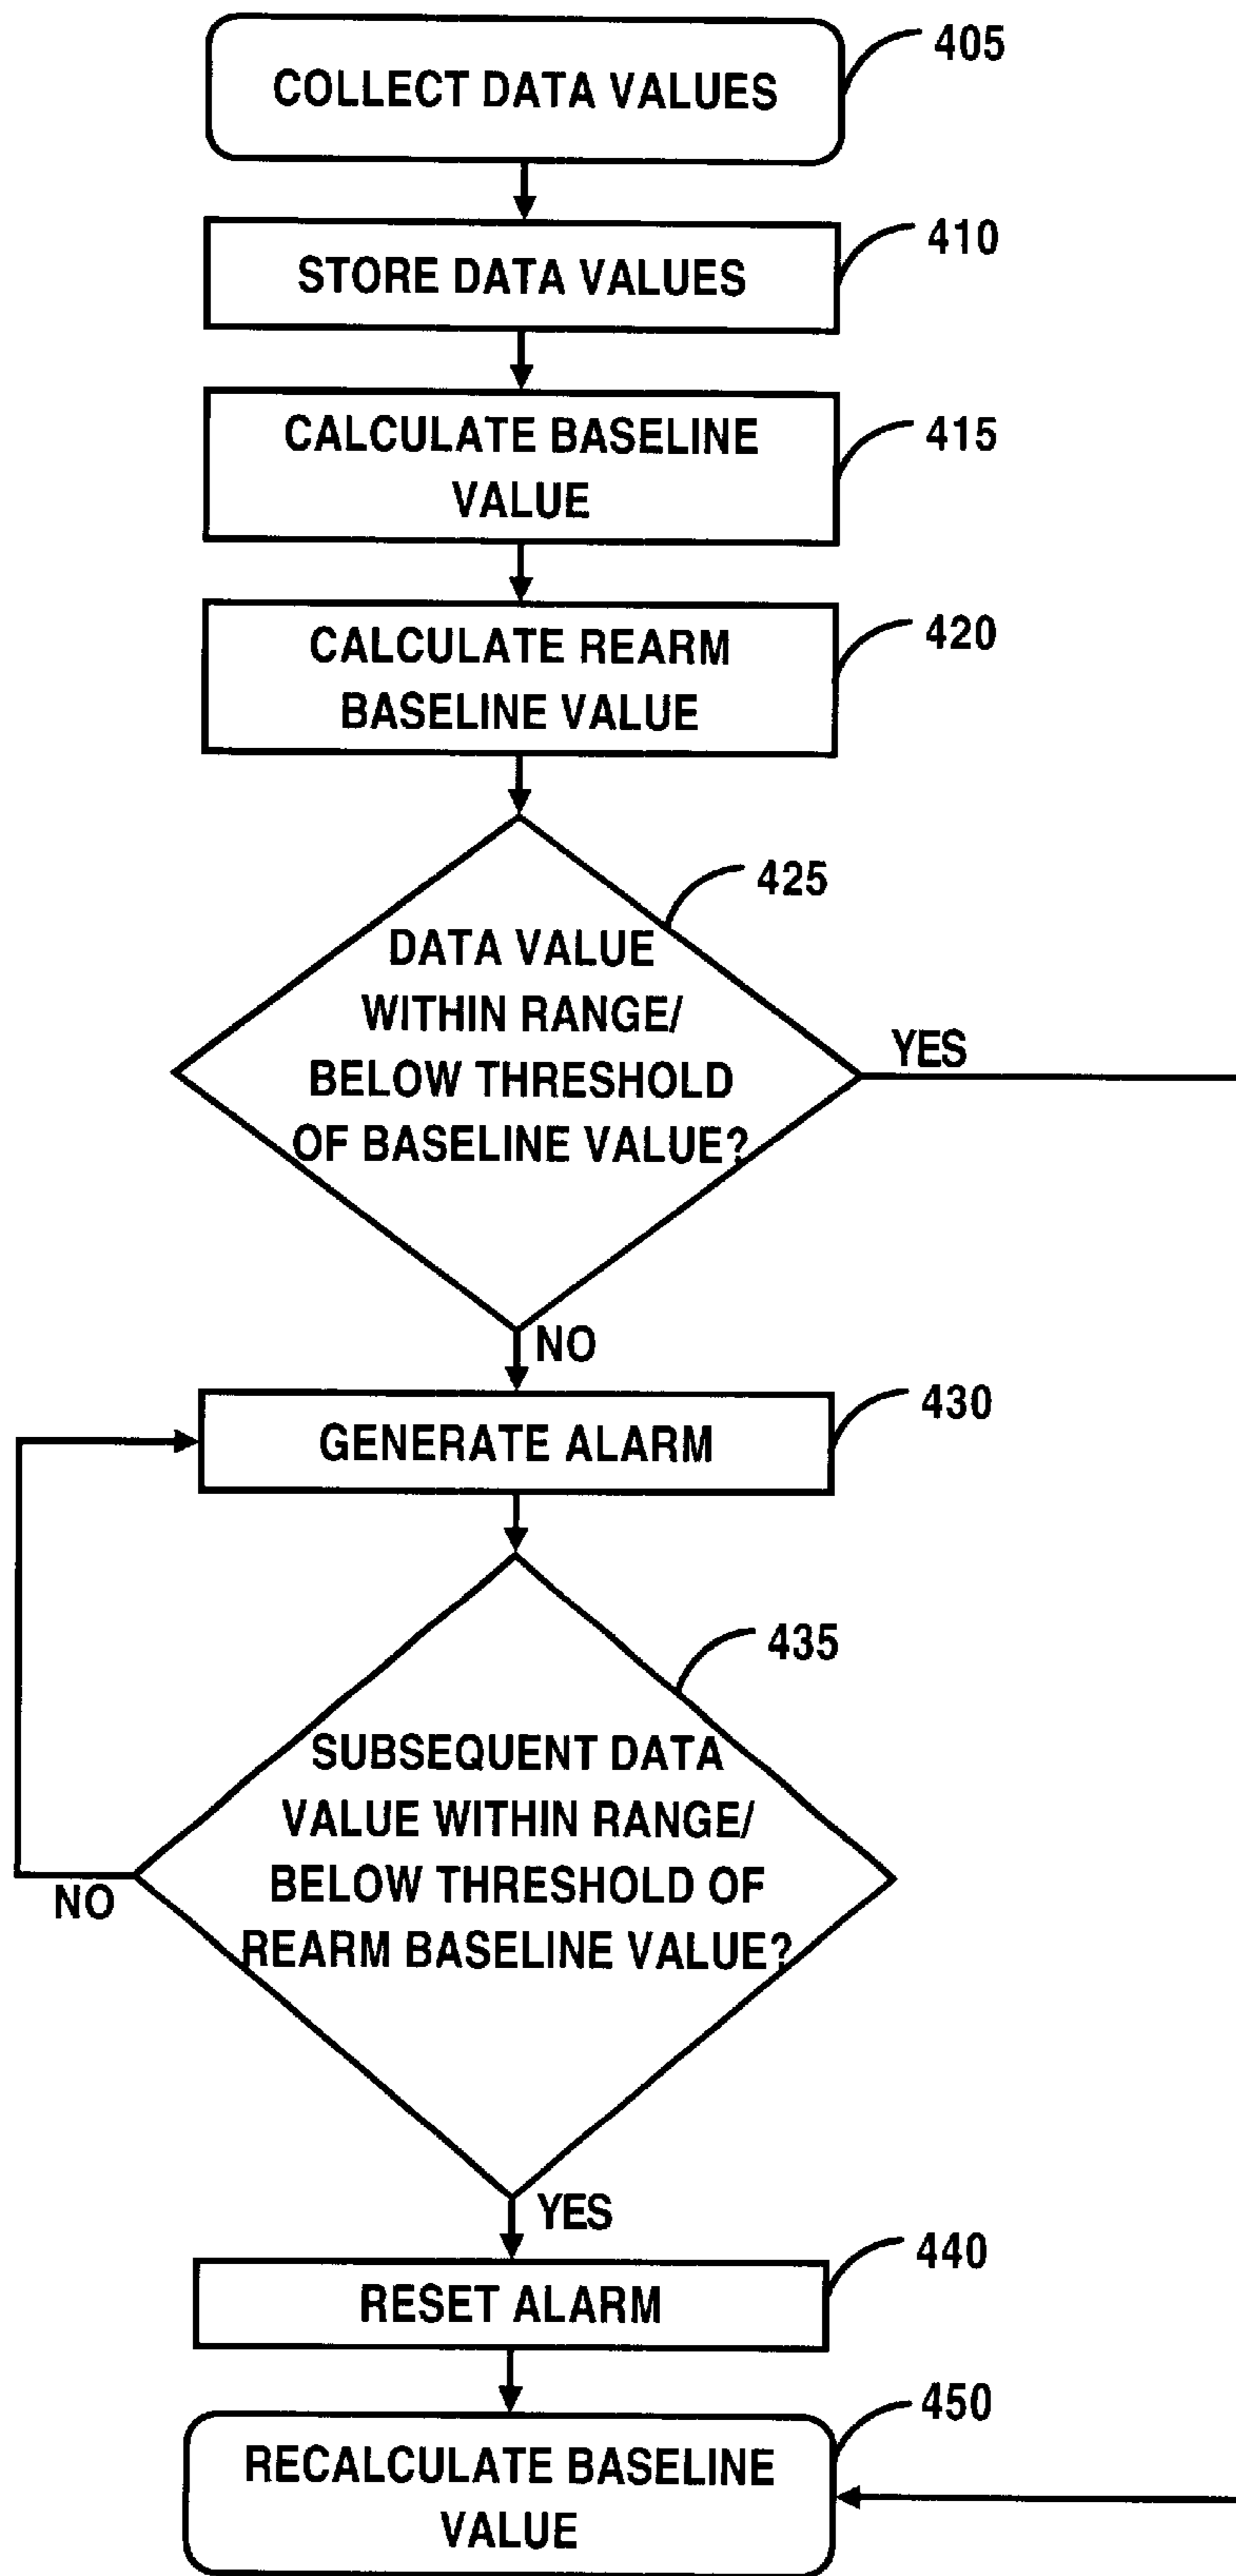 COLLECT DATA VALUES
405
STORE DATA VALUES
410
CALCULATE BASELINE
VALUE
415
CALCULATE REARM
BASELINE VALUE
420
425
DATA VALUE
WITHIN RANGE/
BELOW THRESHOLD
OF BASELINE VALUE?
YES
NO
GENERATE ALARM
430
435
SUBSEQUENT DATA
VALUE WITHIN RANGE/
BELOW THRESHOLD OF
REARM BASELINE VALUE?
NO
YES
RESET ALARM
440
RECALCULATE BASELINE
VALUE
450